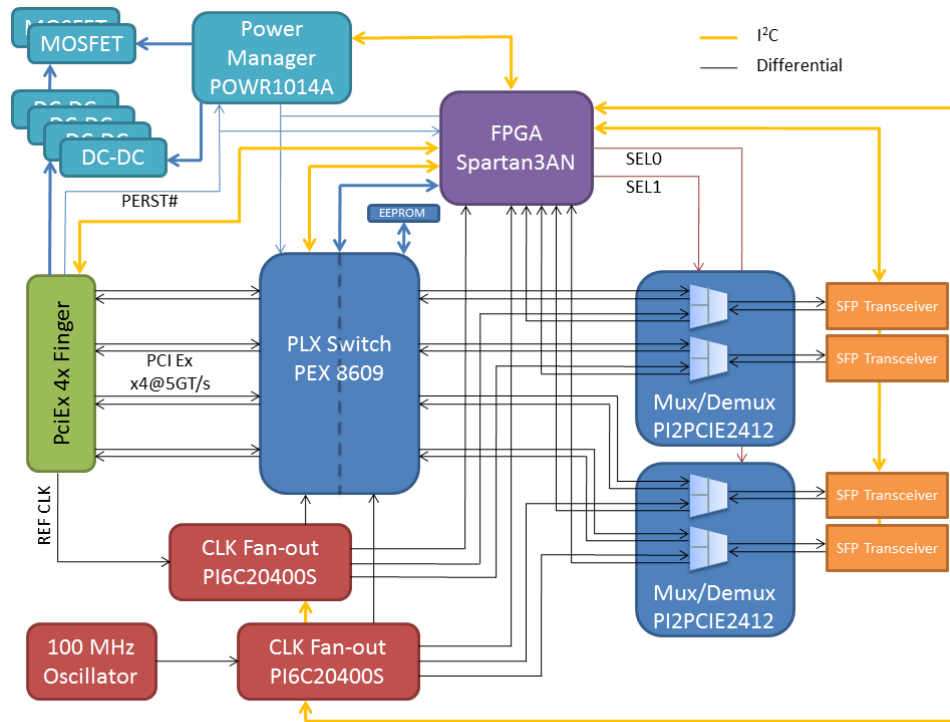 MOSFET
MOSFET
Power
Manager
POWR1014A
I²C
Differential
DC-DC
DC-DC
DC-DC
DC-DC
FPGA
Spartan3AN
SEL0
SEL1
PERST#
EEPROM
PciEx 4x Finger
PCI Ex
x4@5GT/s
PLX Switch
PEX 8609
SFP Transceiver
SFP Transceiver
Mux/Demux
PI2PCIE2412
SFP Transceiver
SFP Transceiver
Mux/Demux
PI2PCIE2412
REF CLK
CLK Fan-out
PI6C20400S
100 MHz
Oscillator
CLK Fan-out
PI6C20400S